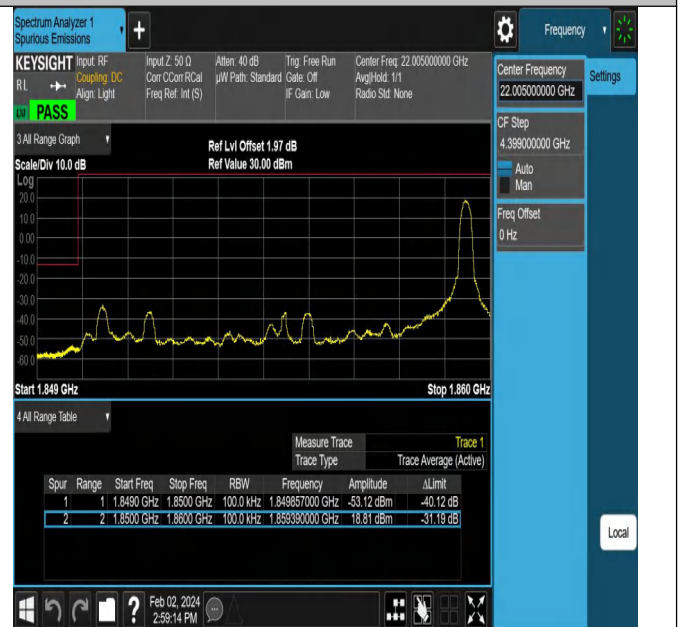 Spectrum Analyzer 1
Spurious Emissions
Frequency
KEYSIGHT Input: RF Input Z: 50 Ω Atten: 40 dB Trig: Free Run Center Freq: 22.005000000 GHz
RL Coupling: DC Corr CCorr RCal µW Path: Standard Gate: Off Avg|Hold: 1/1
Align: Light Freq Ref: Int (S) IF Gain: Low Radio Std: None
PASS
Center Frequency
22.005000000 GHz
Settings
CF Step
4.399000000 GHz
Auto
Man
Freq Offset
0 Hz
3 All Range Graph
Ref Lvl Offset 1.97 dB
Scale/Div 10.0 dB Ref Value 30.00 dBm
Log
20.0
10.0
0.00
-10.0
-20.0
-30.0
-40.0
-50.0
-60.0
Start 1.849 GHz Stop 1.860 GHz
4 All Range Table
Measure Trace Trace 1
Trace Type Trace Average (Active)
Spur Range Start Freq Stop Freq RBW Frequency Amplitude ΔLimit
1 1 1.8490 GHz 1.8500 GHz 100.0 kHz 1.849857000 GHz -53.12 dBm -40.12 dB
2 2 1.8500 GHz 1.8600 GHz 100.0 kHz 1.859390000 GHz 18.81 dBm -31.19 dB
Local
?
Feb 02, 2024
2:59:14 PM